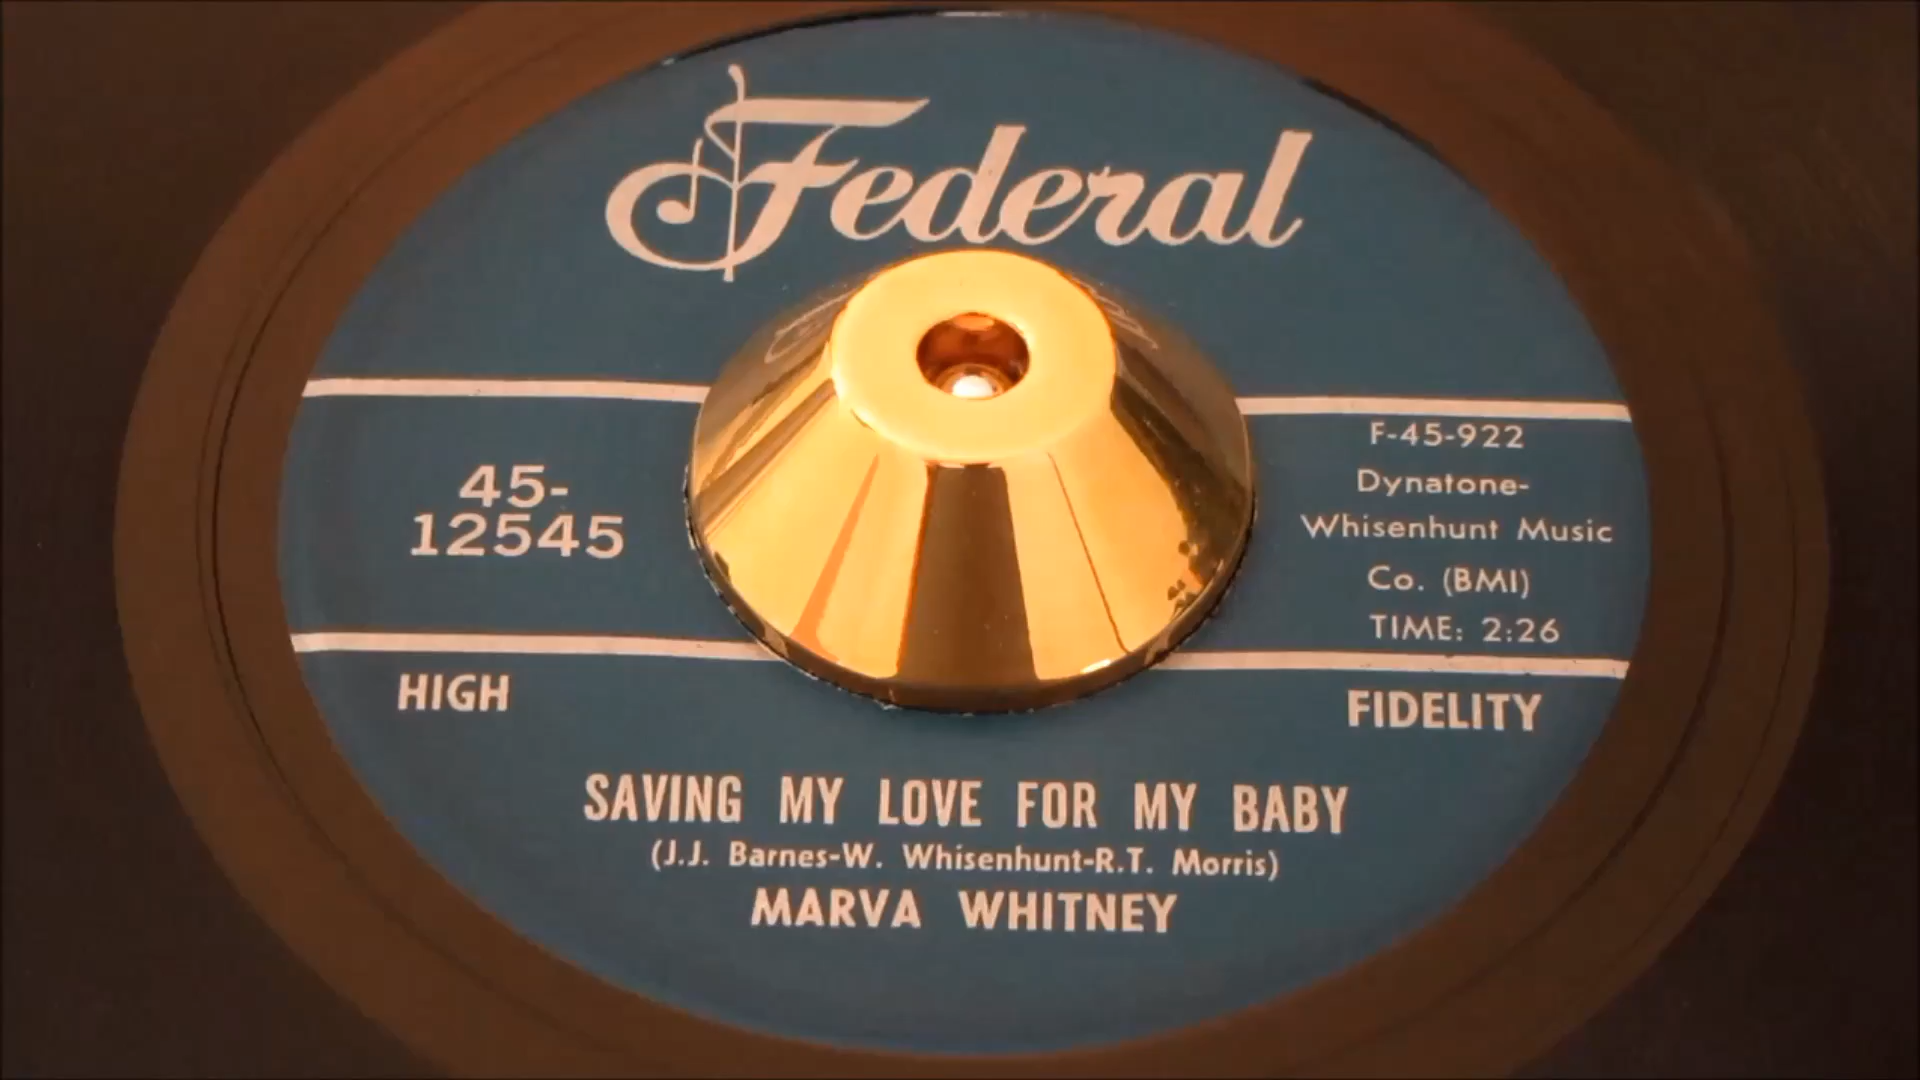 Federal
45-
12545
F-45-922
Dynatone-
Whisenhunt Music
Co. (BMI)
TIME: 2:26
HIGH
FIDELITY
SAVING MY LOVE FOR MY BABY
(J.J. Barnes-W. Whisenhunt-R.T. Morris)
MARVA WHITNEY